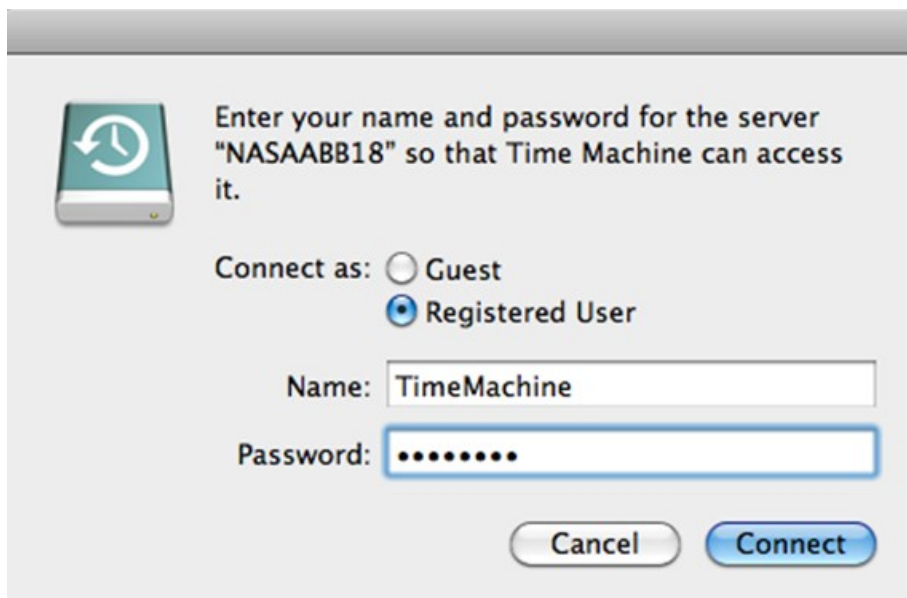 Enter your name and password for the server
“NASAABB18” so that Time Machine can access
it.
Connect as: Guest
Registered User
Name: TimeMachine
Password: ••••••••
Cancel Connect